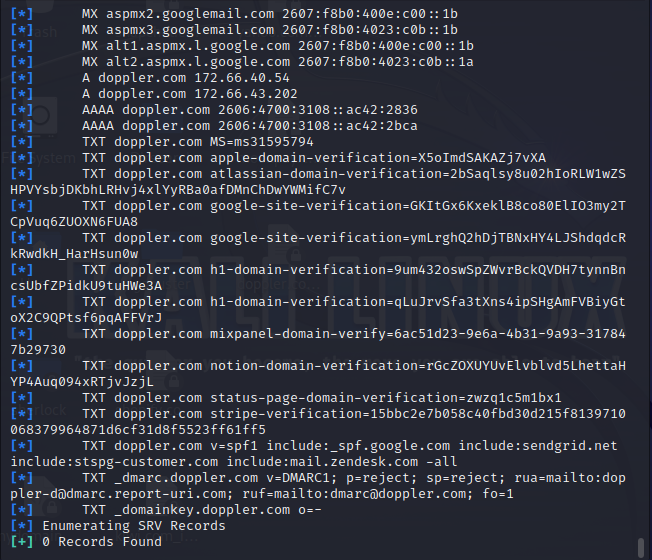 [*]      MX aspmx2.googlemail.com 2607:f8b0:400e:c00::1b
[*]      MX aspmx3.googlemail.com 2607:f8b0:4023:c0b::1b
[*]      MX alt1.aspmx.l.google.com 2607:f8b0:400e:c00::1b
[*]      MX alt2.aspmx.l.google.com 2607:f8b0:4023:c0b::1a
[*]      A doppler.com 172.66.40.54
[*]      A doppler.com 172.66.43.202
[*]      AAAA doppler.com 2606:4700:3108::ac42:2836
[*]      AAAA doppler.com 2606:4700:3108::ac42:2bca
[*]      TXT doppler.com MS=ms31595794
[*]      TXT doppler.com apple-domain-verification=X5oImdSAKAZj7vXA
[*]      TXT doppler.com atlassian-domain-verification=2bSaqlsy8u02hIoRLW1wZS
HPVYsbjDKbhLRHvj4xlYyRBa0afDMnChDwYWMifC7v
[*]      TXT doppler.com google-site-verification=GKItGx6KxeklB8co80ElIO3my2T
CpVuq6ZUOXN6FUA8
[*]      TXT doppler.com google-site-verification=ymLrghQ2hDjTBNxHY4LJShdqdcR
kRwdkH_HarHsun0w
[*]      TXT doppler.com h1-domain-verification=9um432oswSpZWvrBckQVDH7tynnBn
csUbfZPidkU9tuHWe3A
[*]      TXT doppler.com h1-domain-verification=qLuJrvSfa3tXns4ipSHgAmFVBiyGt
oX2C9QPtsf6pqAFFVrJ
[*]      TXT doppler.com mixpanel-domain-verify=6ac51d23-9e6a-4b31-9a93-31784
7b29730
[*]      TXT doppler.com notion-domain-verification=rGcZOXUYUvElvblvd5LhettaH
YP4Auq094xRTjvJzjL
[*]      TXT doppler.com status-page-domain-verification=zwzq1c5m1bx1
[*]      TXT doppler.com stripe-verification=15bbc2e7b058c40fbd30d215f8139710
068379964871d6cf31d8f5523ff61ff5
[*]      TXT doppler.com v=spf1 include:_spf.google.com include:sendgrid.net
include:stspg-customer.com include:mail.zendesk.com -all
[*]      TXT _dmarc.doppler.com v=DMARC1; p=reject; sp=reject; rua=mailto:dop
pler-d@dmarc.report-uri.com; ruf=mailto:dmarc@doppler.com; fo=1
[*]      TXT _domainkey.doppler.com o=-
[*] Enumerating SRV Records
[+] 0 Records Found
KALI LINUX